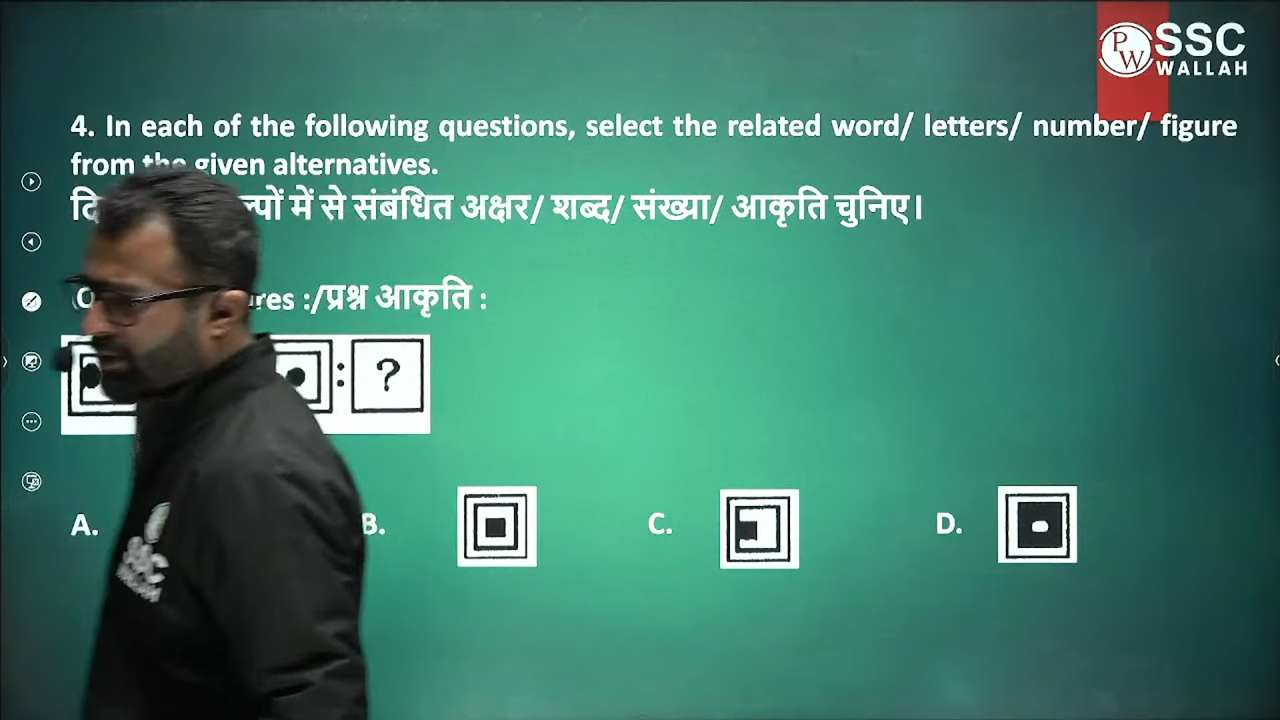 PW SSC
WALLAH
4. In each of the following questions, select the related word/ letters/ number/ figure
from the given alternatives.
में से संबंधित अक्षर/ शब्द/ संख्या/ आकृति चुनिए।
:/प्रश्न आकृति :
: ?
A.
B.
C.
D.